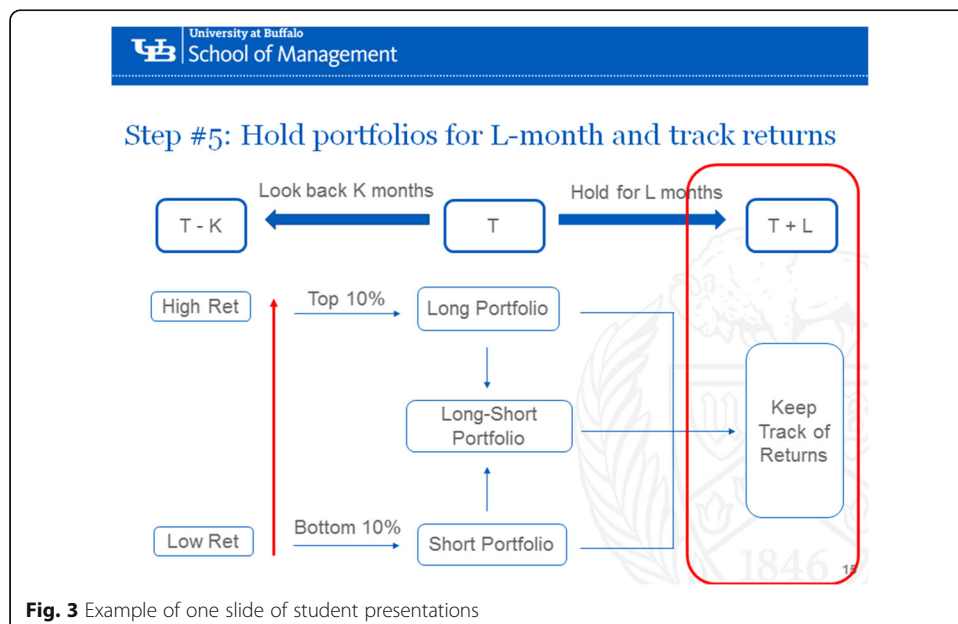 University at Buffalo
UB School of Management
Step #5: Hold portfolios for L-month and track returns
Look back K months
Hold for L months
T - K
T
T + L
High Ret
Top 10%
Long Portfolio
Long-Short
Portfolio
Keep
Track of
Returns
Low Ret
Bottom 10%
Short Portfolio
1846
15
Fig. 3 Example of one slide of student presentations